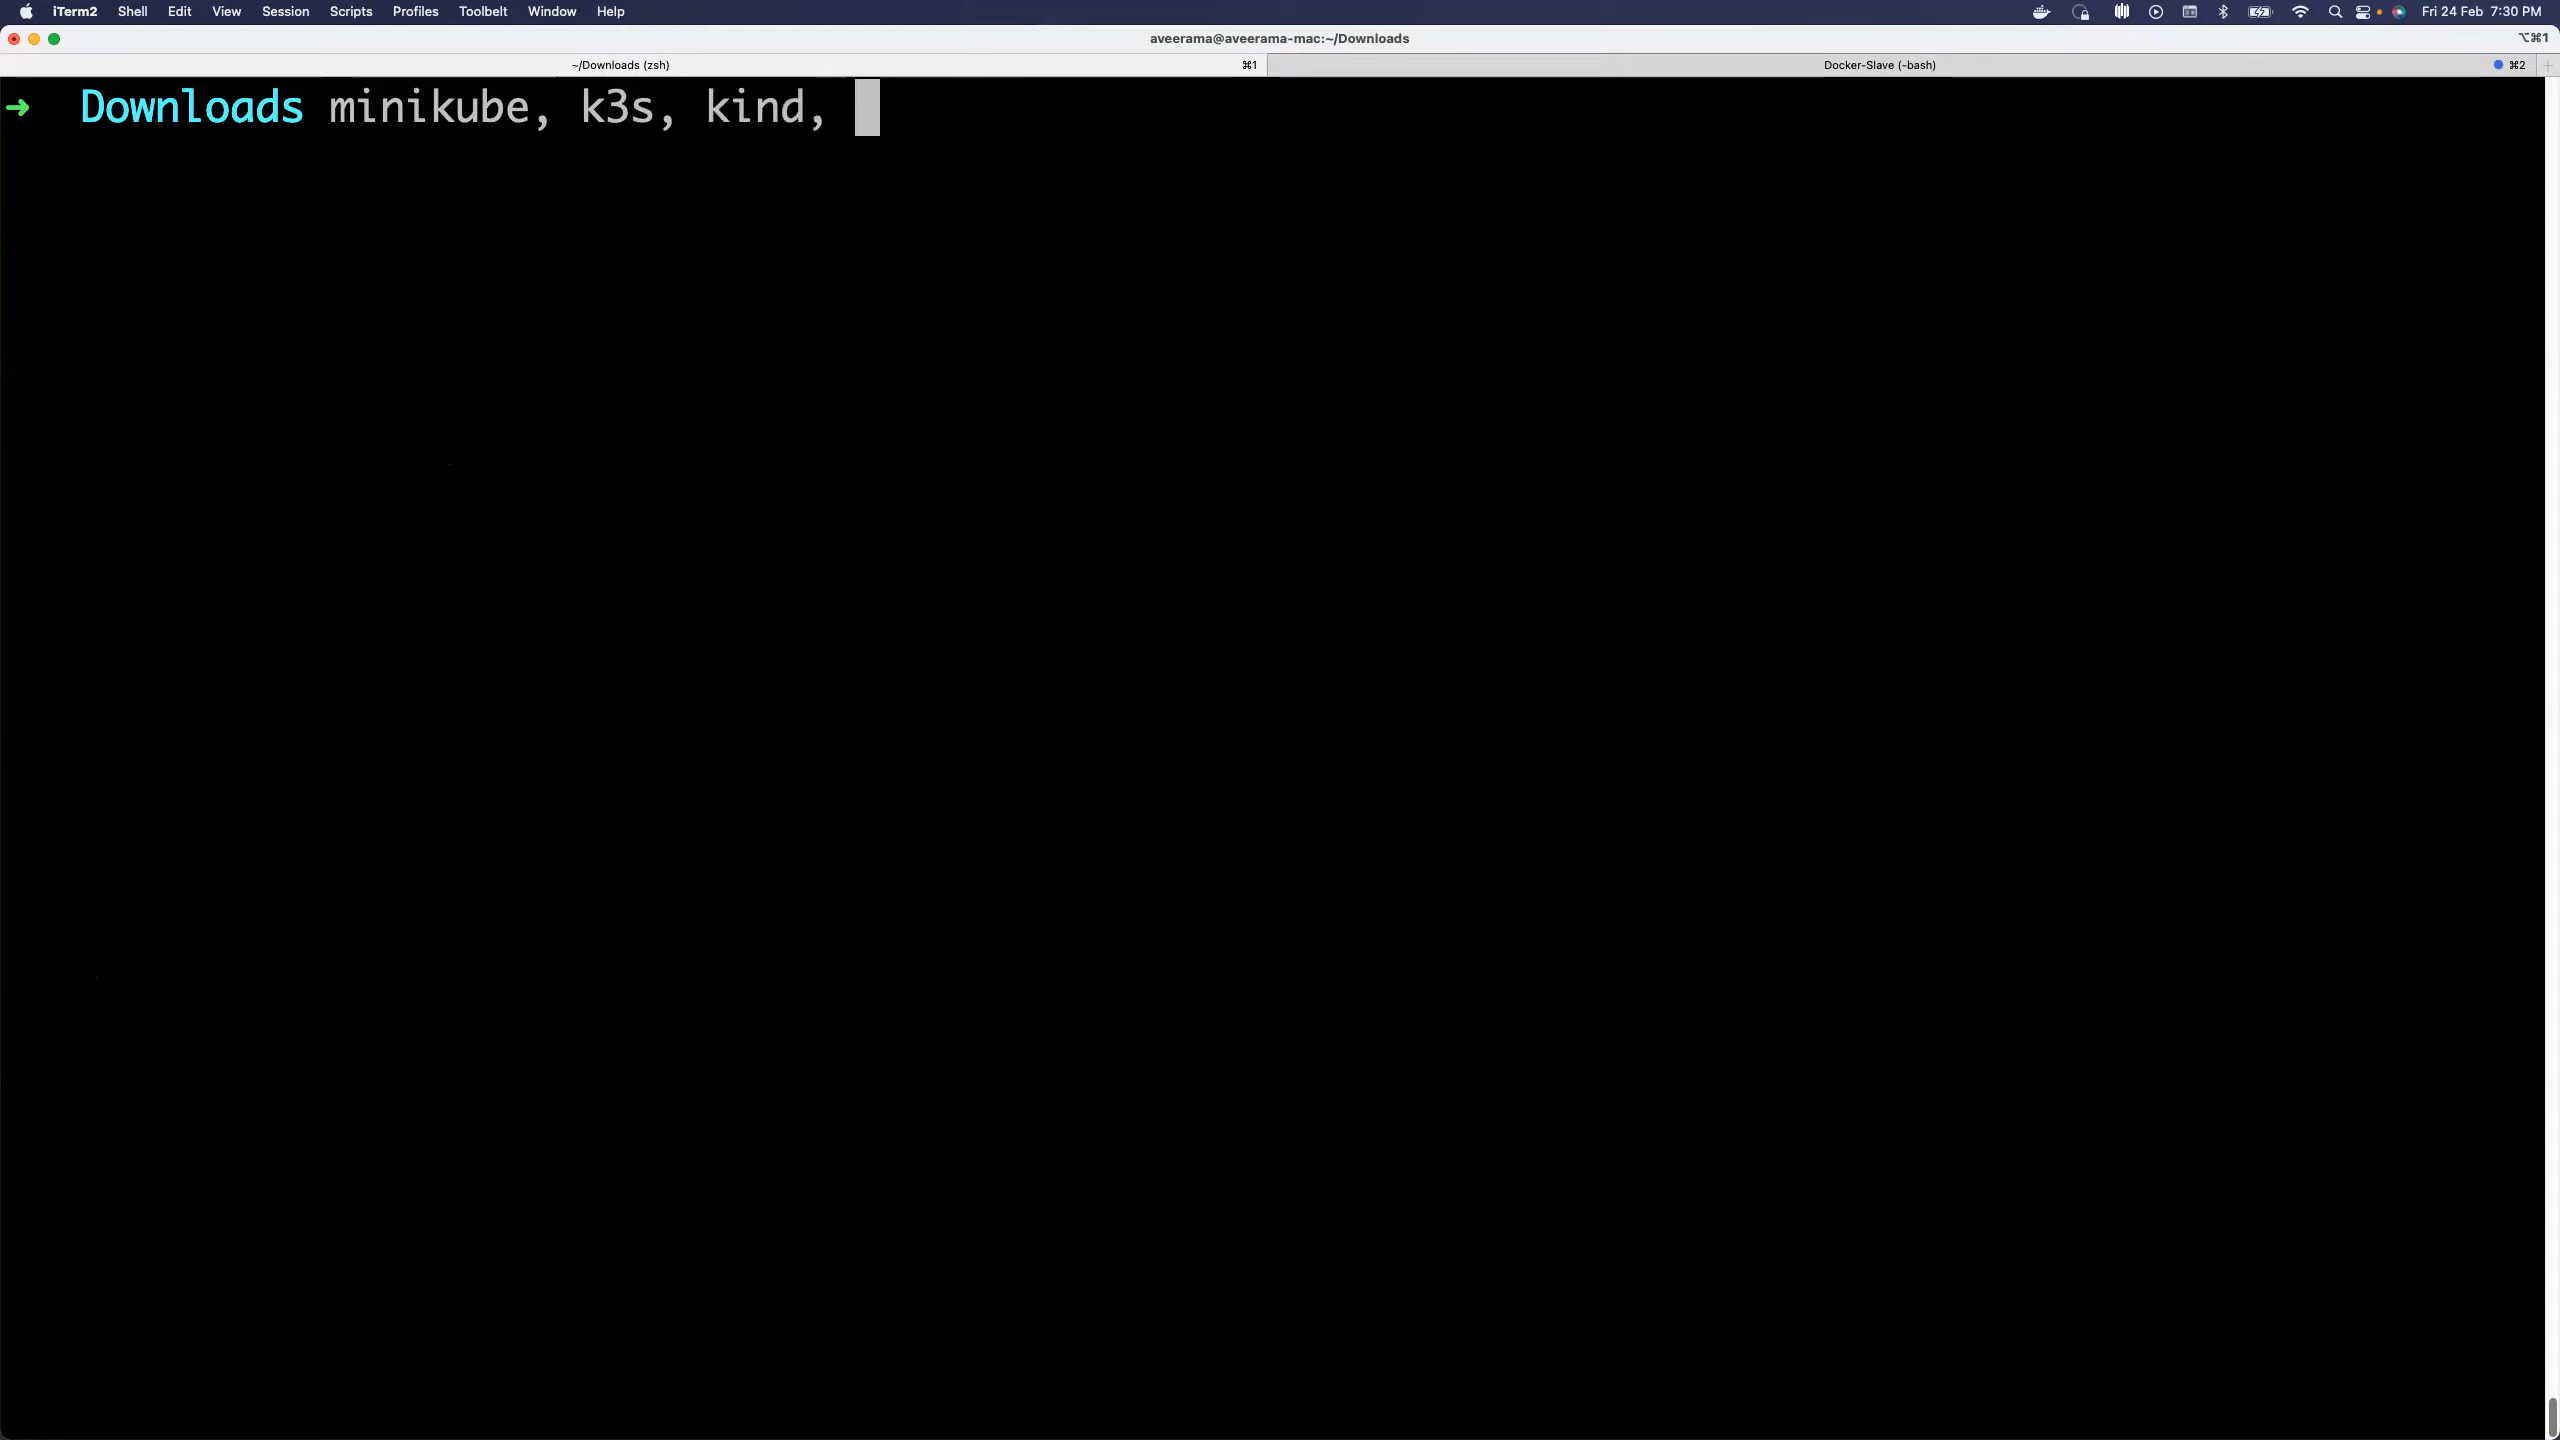 iTerm2 Shell Edit View Session Scripts Profiles Toolbelt Window Help Fri 24 Feb 7:30 PM
aveerama@aveerama-mac:~/Downloads ⌥⌘1
~/Downloads (zsh) ⌘1 Docker-Slave (-bash) ⌘2
➜ Downloads minikube, k3s, kind,